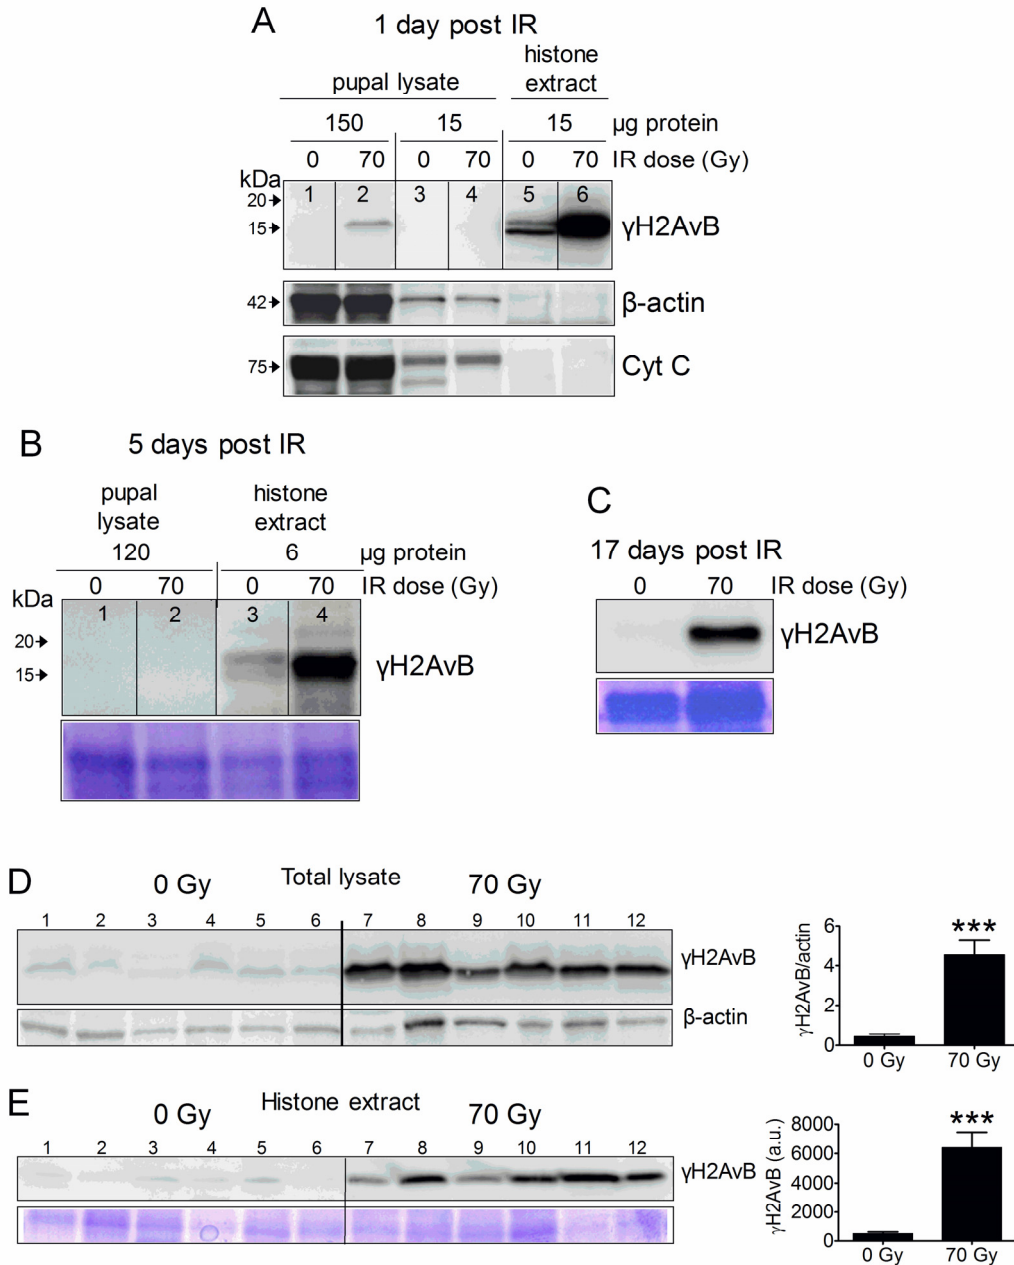 A
1 day post IR
pupal lysate histone extract
150 15 15 μg protein
0 70 0 70 0 70 IR dose (Gy)
kDa
1 2 3 4 5 6
20
15
γH2AvB
42
β-actin
75
Cyt C
B
5 days post IR
pupal lysate histone extract
120 6 μg protein
0 70 0 70 IR dose (Gy)
kDa
1 2 3 4
20
15
γH2AvB
C
17 days post IR
0 70 IR dose (Gy)
γH2AvB
D
0 Gy Total lysate 70 Gy
1 2 3 4 5 6 7 8 9 10 11 12
γH2AvB
β-actin
γH2AvB/actin
6
4
2
0
***
0 Gy 70 Gy
E
0 Gy Histone extract 70 Gy
1 2 3 4 5 6 7 8 9 10 11 12
γH2AvB
γH2AvB (a.u.)
8000
6000
4000
2000
0
***
0 Gy 70 Gy